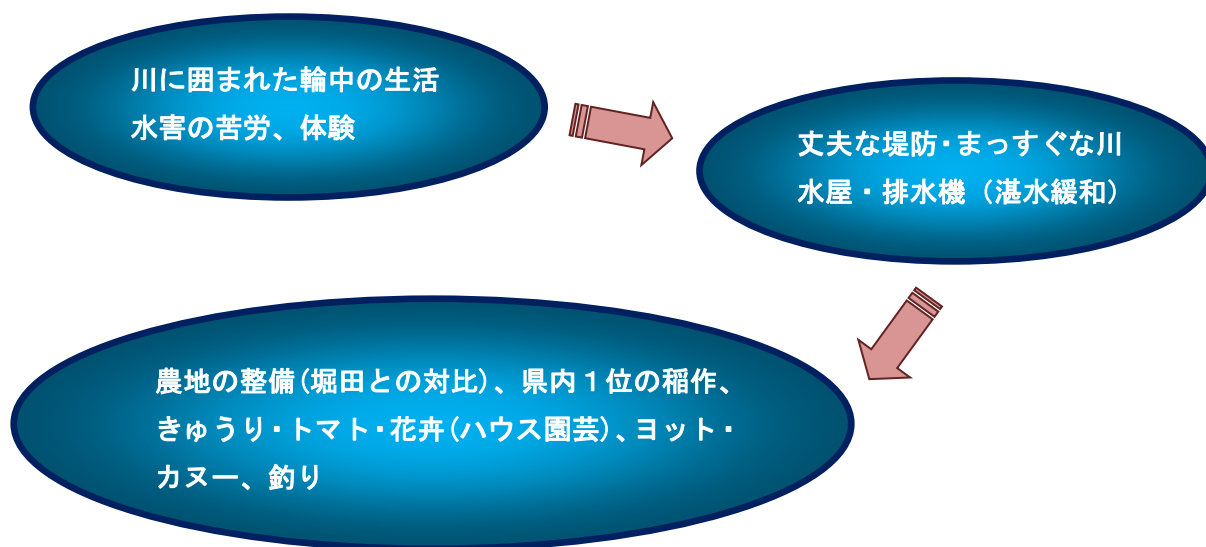 川に囲まれた輪中の生活
水害の苦労、体験
丈夫な堤防・まっすぐな川
水屋・排水機（湛水緩和）
農地の整備(堀田との対比)、県内１位の稲作、
きゅうり・トマト・花卉(ハウス園芸)、ヨット・
カヌー、釣り